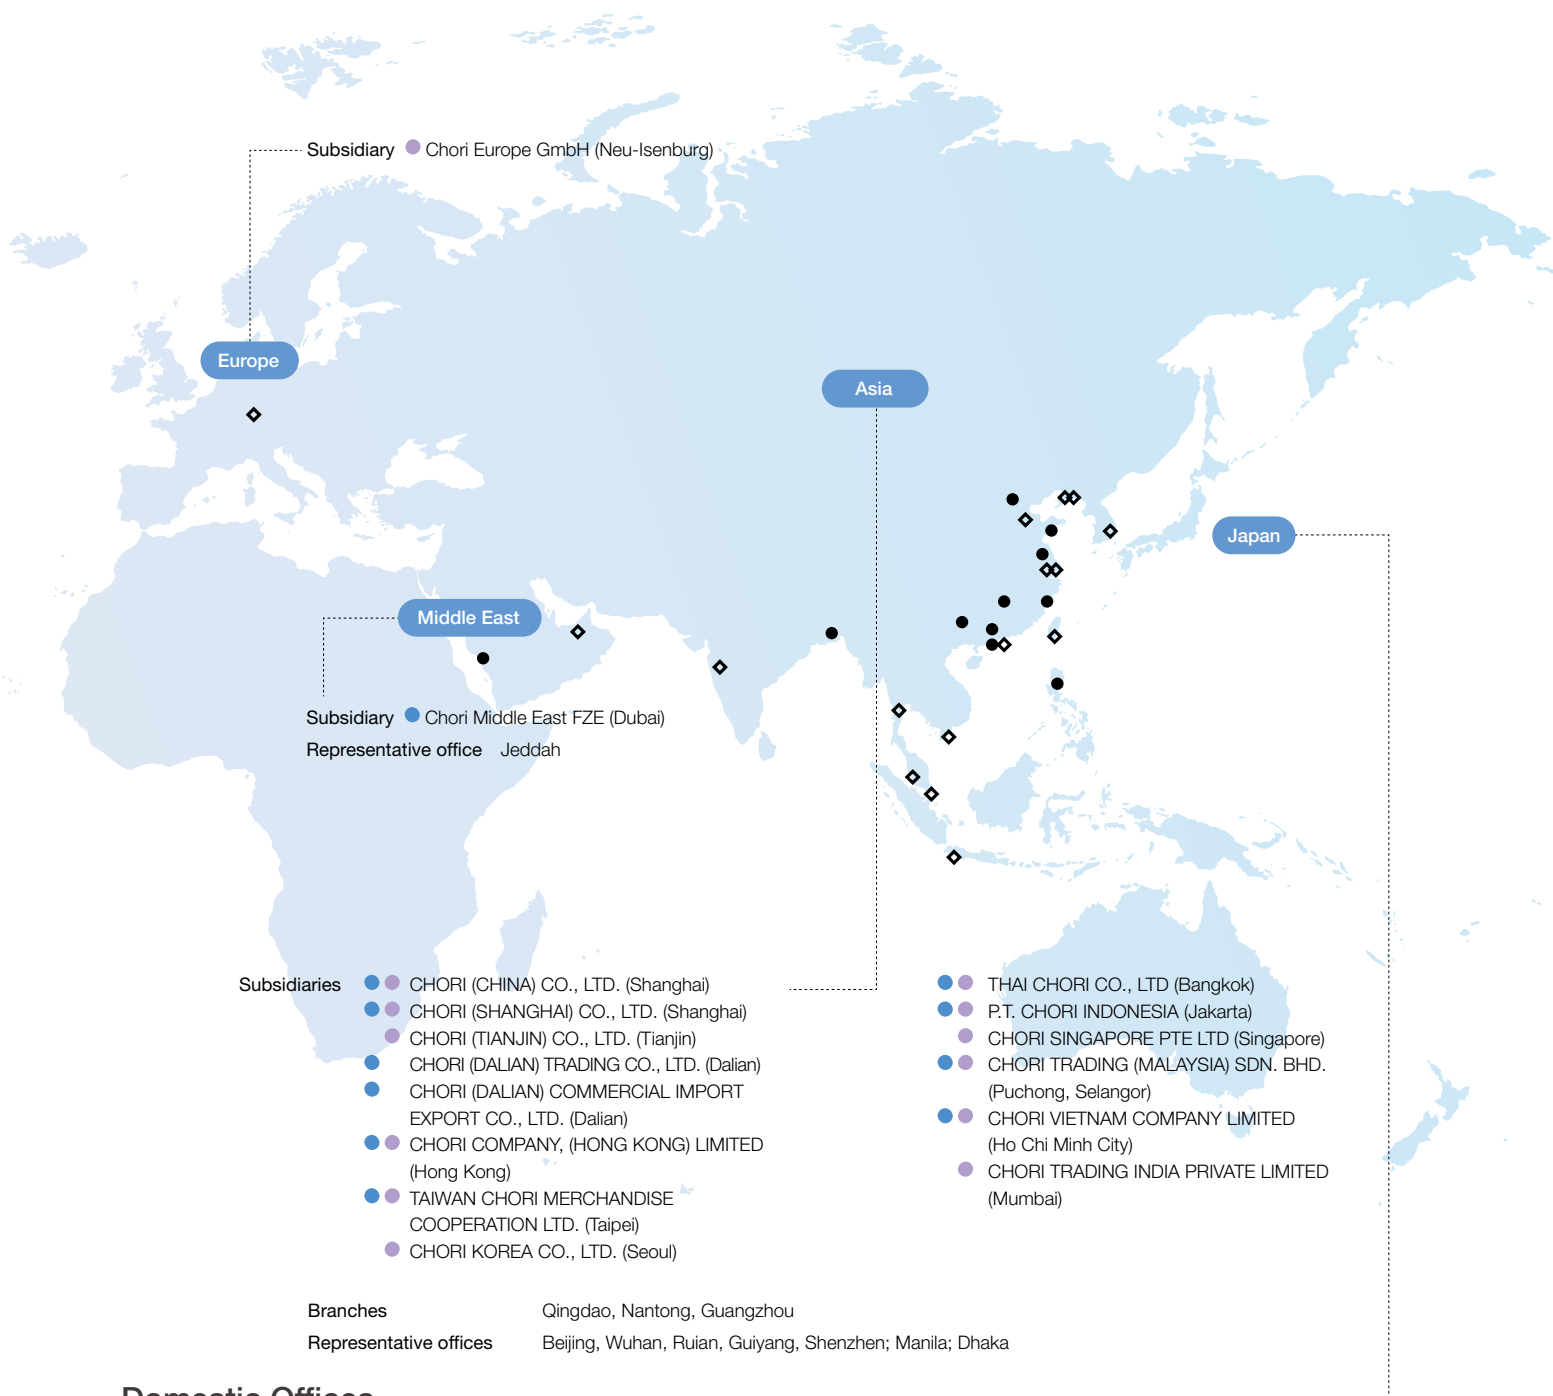 Subsidiary Chori Europe GmbH (Neu-Isenburg)
Europe
Asia
Japan
Middle East
Subsidiary Chori Middle East FZE (Dubai)
Representative office Jeddah
Subsidiaries CHORI (CHINA) CO., LTD. (Shanghai)
CHORI (SHANGHAI) CO., LTD. (Shanghai)
CHORI (TIANJIN) CO., LTD. (Tianjin)
CHORI (DALIAN) TRADING CO., LTD. (Dalian)
CHORI (DALIAN) COMMERCIAL IMPORT
EXPORT CO., LTD. (Dalian)
CHORI COMPANY, (HONG KONG) LIMITED
(Hong Kong)
TAIWAN CHORI MERCHANDISE
COOPERATION LTD. (Taipei)
CHORI KOREA CO., LTD. (Seoul)
THAI CHORI CO., LTD (Bangkok)
P.T. CHORI INDONESIA (Jakarta)
CHORI SINGAPORE PTE LTD (Singapore)
CHORI TRADING (MALAYSIA) SDN. BHD.
(Puchong, Selangor)
CHORI VIETNAM COMPANY LIMITED
(Ho Chi Minh City)
CHORI TRADING INDIA PRIVATE LIMITED
(Mumbai)
Branches Qingdao, Nantong, Guangzhou
Representative offices Beijing, Wuhan, Ruian, Guiyang, Shenzhen; Manila; Dhaka
Domestic Offices